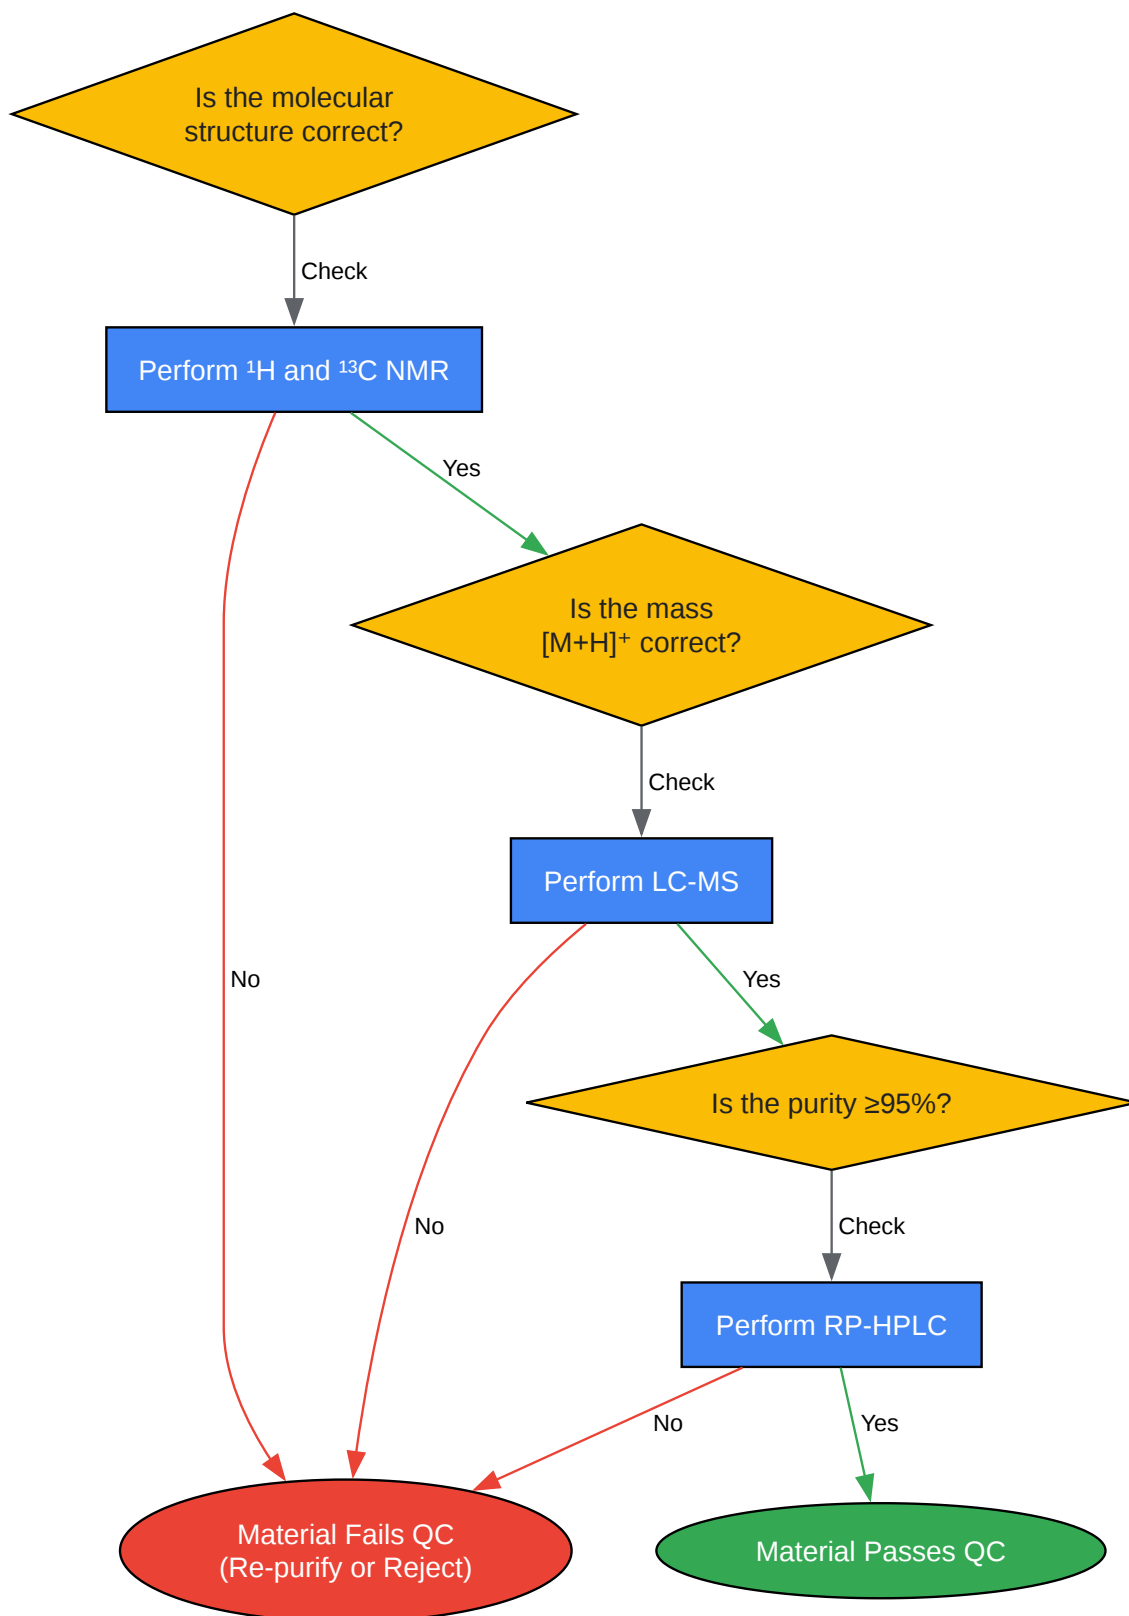 Is the molecular
structure correct?
Check
Perform ¹H and ¹³C NMR
Yes
Is the mass
[M+H]⁺ correct?
Check
Perform LC-MS
No
Yes
Is the purity ≥95%?
No
Check
Perform RP-HPLC
No
Yes
Material Fails QC
(Re-purify or Reject)
Material Passes QC